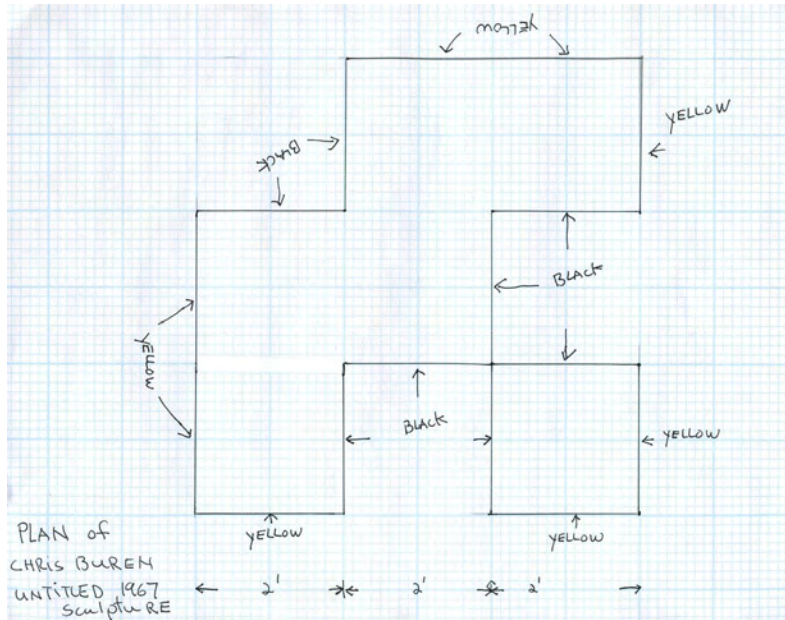 YELLOW
YELLOW
BLACK
BLACK
YELLOW
BLACK
YELLOW
YELLOW
YELLOW
PLAN of
CHRIS BUREN
UNTITLED 1967
SculptuRE
2' 2' 2'